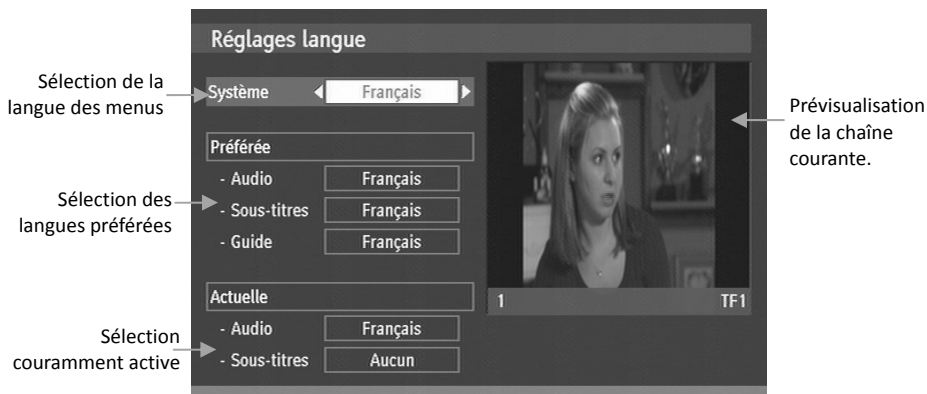 Réglages langue
Sélection de la
langue des menus
Système Français
Prévisualisation
de la chaîne
courante.
Préférée
- Audio Français
Sélection des
langues préférées
- Sous-titres Français
- Guide Français
Actuelle
1 TF1
- Audio Français
Sélection
couramment active
- Sous-titres Aucun